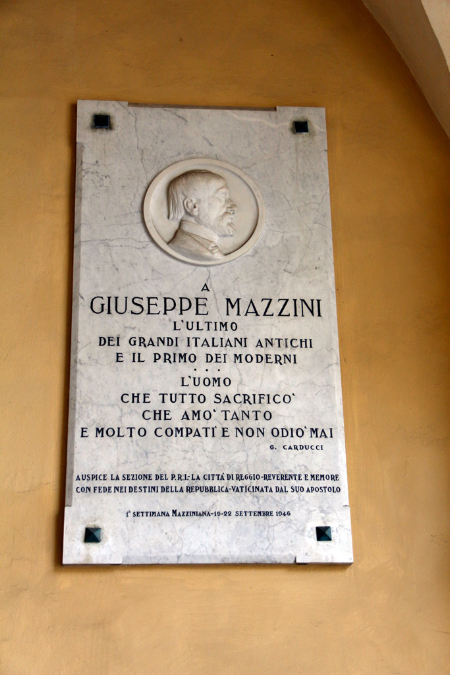 A
GIUSEPPE MAZZINI
L'ULTIMO
DEI GRANDI ITALIANI ANTICHI
E IL PRIMO DEI MODERNI
...
L'UOMO
CHE TUTTO SACRIFICO'
CHE AMO' TANTO
E MOLTO COMPATI' E NON ODIO' MAI
G. CARDUCCI
AUSPICE LA SEZIONE DEL P.R.I.-LA CITTÀ DI REGGIO-REVERENTE E MEMORE
CON FEDE NEI DESTINI DELLA REPUBBLICA-VATICINATA DAL SUO APOSTOLO
1ª SETTIMANA MAZZINIANA-12-22 SETTEMBRE 1946